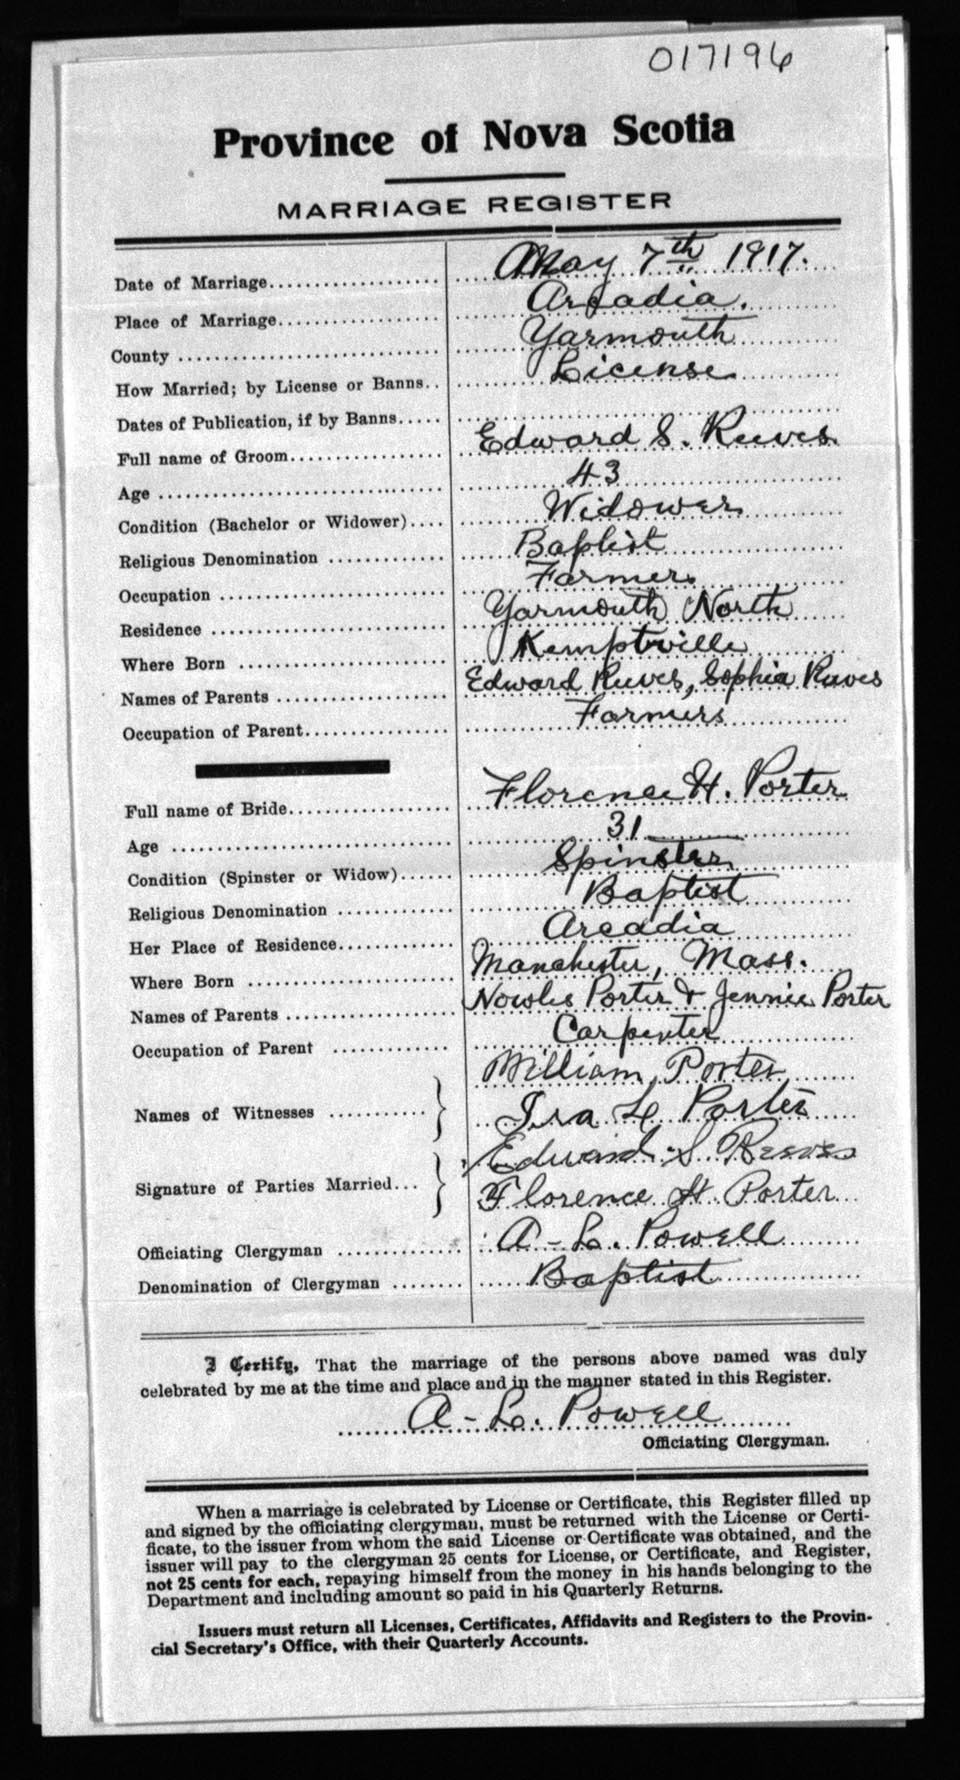 017196
Province of Nova Scotia
MARRIAGE REGISTER
Date of Marriage May 7th 1917.
Place of Marriage Arcadia.
County Yarmouth
How Married; by License or Banns License
Dates of Publication, if by Banns
Full name of Groom Edward S. Reeves
Age 43
Condition (Bachelor or Widower) Widower
Religious Denomination Baptist
Occupation Farmer
Residence Yarmouth North
Where Born Kemptville
Names of Parents Edward Reeves, Sophia Reeves
Occupation of Parent Farmers
Full name of Bride Florence H. Porter
Age 31
Condition (Spinster or Widow) Spinster
Religious Denomination Baptist
Her Place of Residence Arcadia
Where Born Manchester, Mass.
Names of Parents Nowles Porter & Jennie Porter
Occupation of Parent Carpenter
William Porter
Names of Witnesses Ira L. Porter
Edward S Reeves
Signature of Parties Married Florence H. Porter
Officiating Clergyman A-L. Powell
Denomination of Clergyman Baptist
I Certify, That the marriage of the persons above named was duly
celebrated by me at the time and place and in the manner stated in this Register.
A-L. Powell
Officiating Clergyman.
When a marriage is celebrated by License or Certificate, this Register filled up
and signed by the officiating clergyman, must be returned with the License or Certi-
ficate, to the issuer from whom the said License or Certificate was obtained, and the
issuer will pay to the clergyman 25 cents for License, or Certificate, and Register,
not 25 cents for each, repaying himself from the money in his hands belonging to the
Department and including amount so paid in his Quarterly Returns.
Issuers must return all Licenses, Certificates, Affidavits and Registers to the Provin-
cial Secretary's Office, with their Quarterly Accounts.